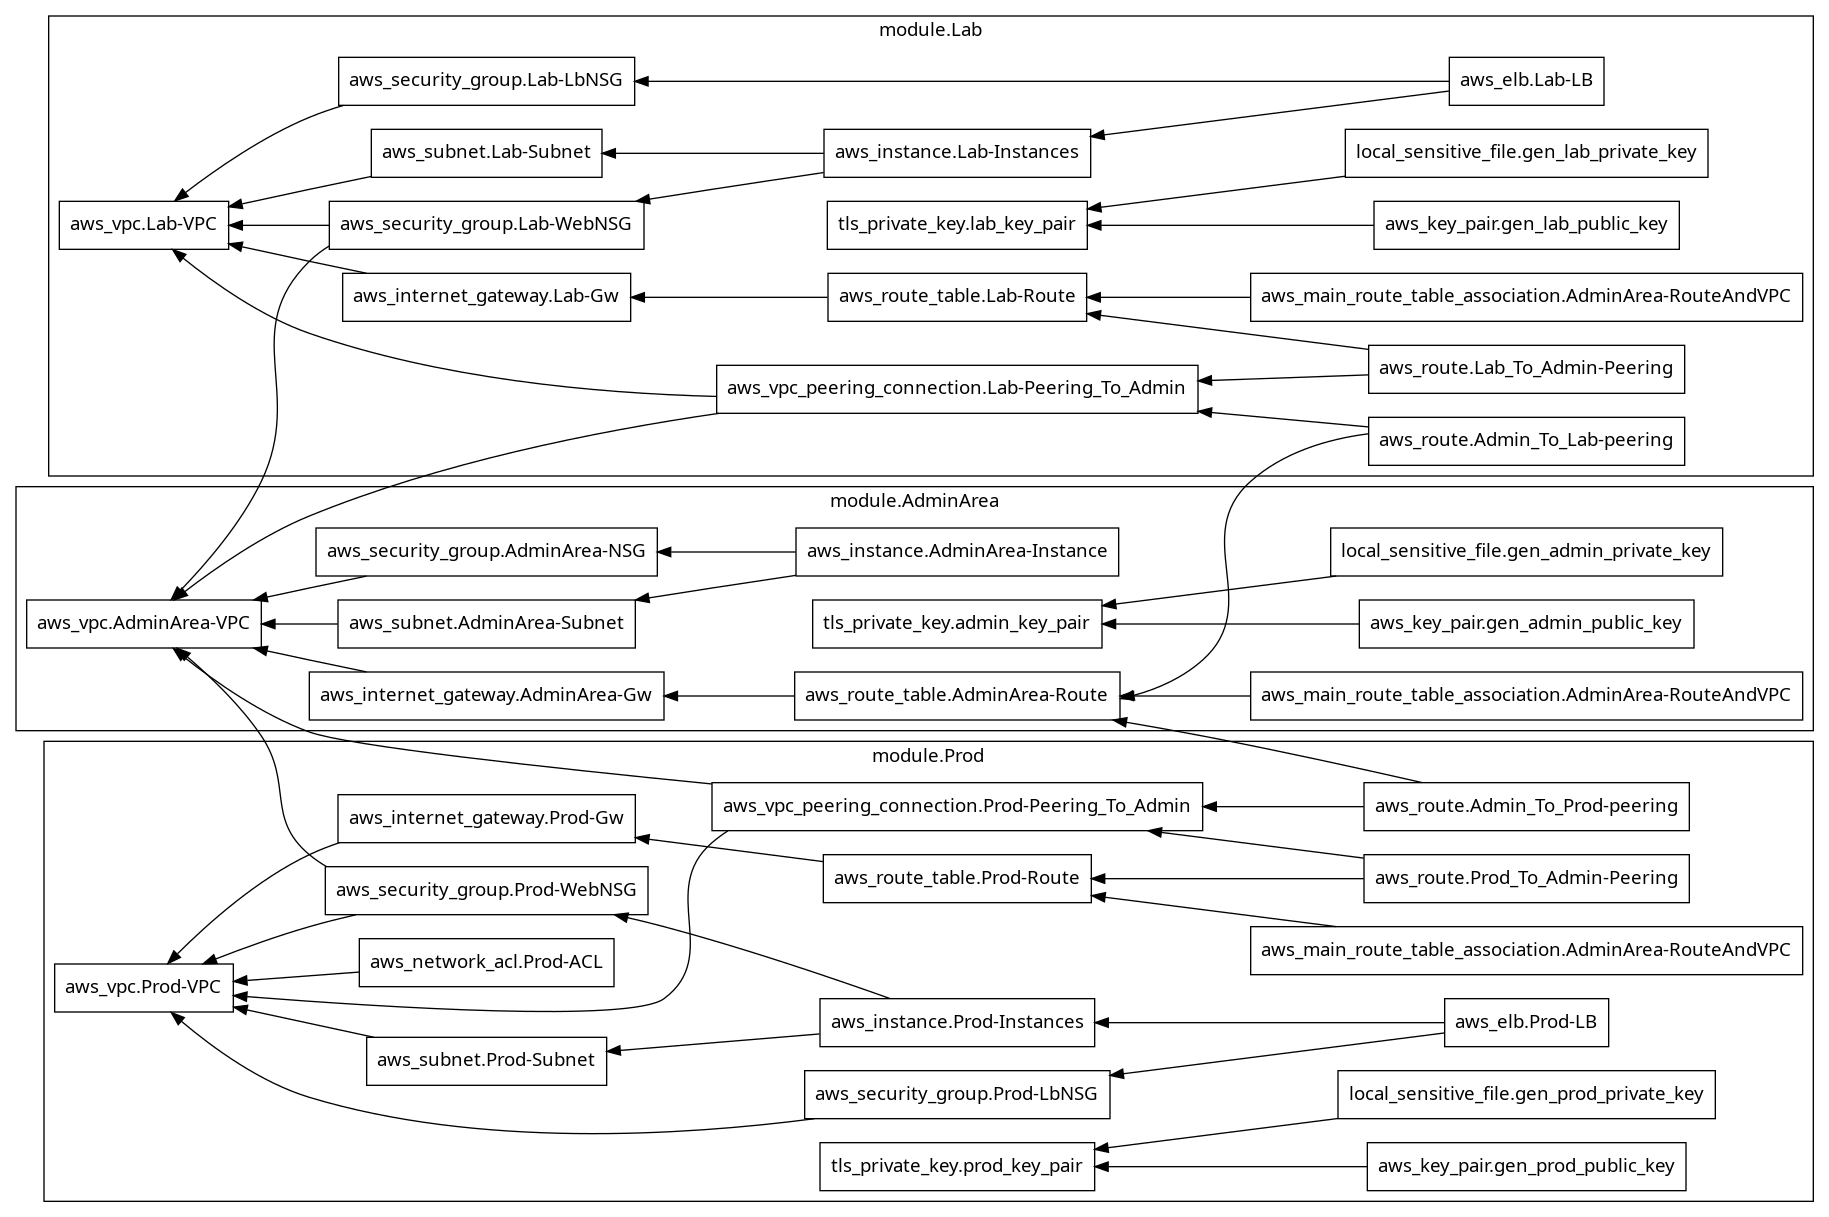 module.Lab
aws_security_group.Lab-LbNSG
aws_elb.Lab-LB
aws_subnet.Lab-Subnet
aws_instance.Lab-Instances
local_sensitive_file.gen_lab_private_key
aws_vpc.Lab-VPC
aws_security_group.Lab-WebNSG
tls_private_key.lab_key_pair
aws_key_pair.gen_lab_public_key
aws_internet_gateway.Lab-Gw
aws_route_table.Lab-Route
aws_main_route_table_association.AdminArea-RouteAndVPC
aws_route.Lab_To_Admin-Peering
aws_vpc_peering_connection.Lab-Peering_To_Admin
aws_route.Admin_To_Lab-peering
module.AdminArea
aws_security_group.AdminArea-NSG
aws_instance.AdminArea-Instance
local_sensitive_file.gen_admin_private_key
aws_vpc.AdminArea-VPC
aws_subnet.AdminArea-Subnet
tls_private_key.admin_key_pair
aws_key_pair.gen_admin_public_key
aws_internet_gateway.AdminArea-Gw
aws_route_table.AdminArea-Route
aws_main_route_table_association.AdminArea-RouteAndVPC
module.Prod
aws_vpc_peering_connection.Prod-Peering_To_Admin
aws_route.Admin_To_Prod-peering
aws_internet_gateway.Prod-Gw
aws_route_table.Prod-Route
aws_route.Prod_To_Admin-Peering
aws_security_group.Prod-WebNSG
aws_main_route_table_association.AdminArea-RouteAndVPC
aws_network_acl.Prod-ACL
aws_vpc.Prod-VPC
aws_instance.Prod-Instances
aws_elb.Prod-LB
aws_subnet.Prod-Subnet
aws_security_group.Prod-LbNSG
local_sensitive_file.gen_prod_private_key
tls_private_key.prod_key_pair
aws_key_pair.gen_prod_public_key